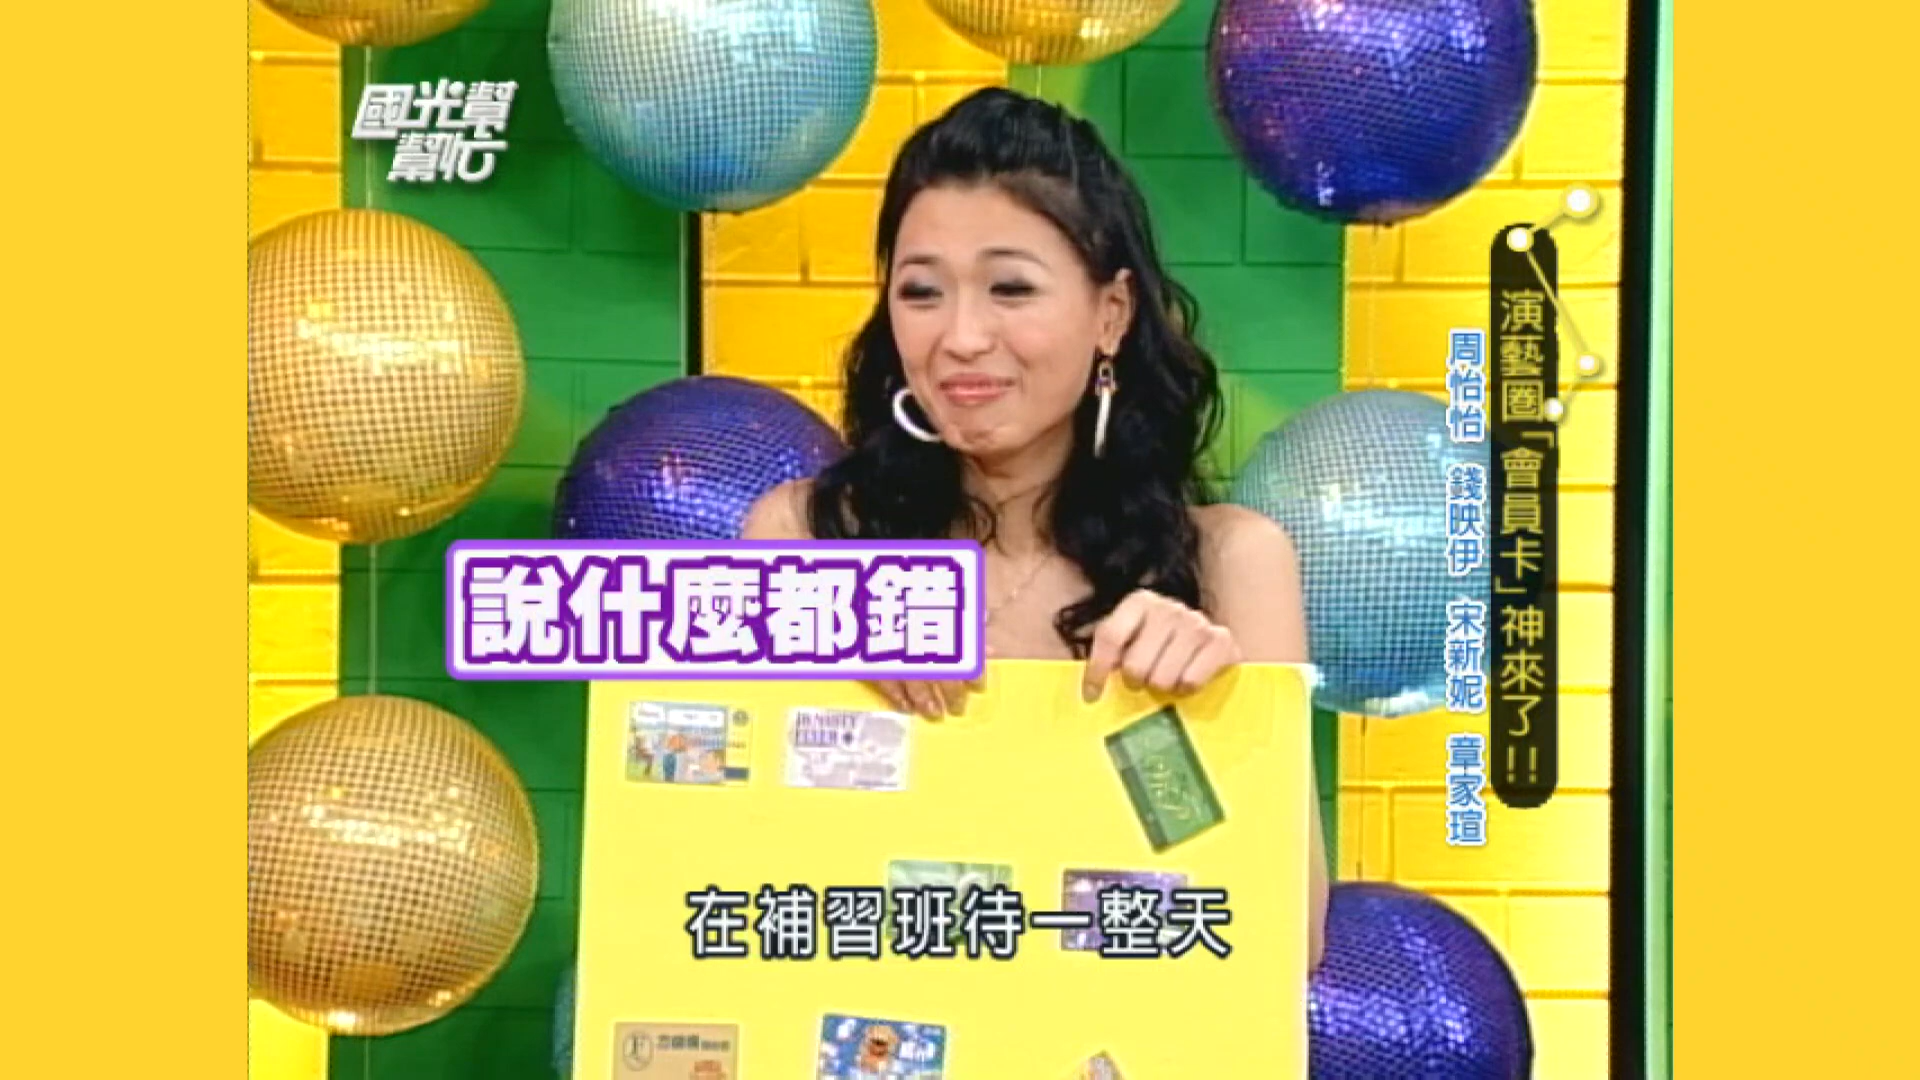 國光幫
幫忙
演藝圈「會員卡」神來了!!
周怡怡 錢映伊 宋新妮 章家瑄
說什麼都錯
DYNASTY
在補習班待一整天